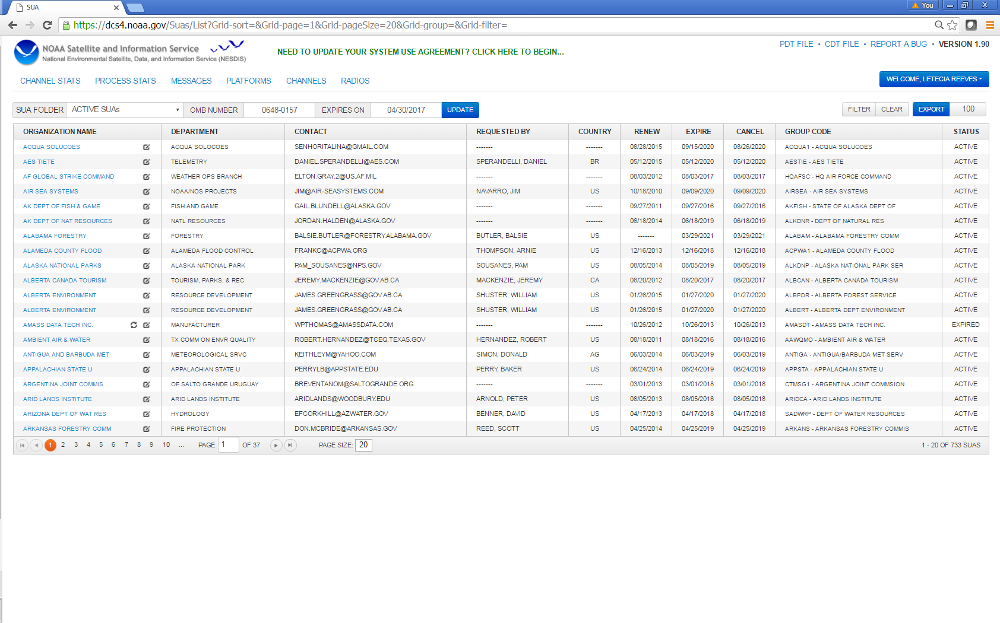 SUA
You
https://dcs4.noaa.gov/Suas/List?Grid-sort=&Grid-page=1&Grid-pageSize=20&Grid-group=&Grid-filter=
NOAA Satellite and Information Service
National Environmental Satellite, Data, and Information Service (NESDIS)
NEED TO UPDATE YOUR SYSTEM USE AGREEMENT? CLICK HERE TO BEGIN...
PDT FILE • CDT FILE • REPORT A BUG • VERSION 1.90
CHANNEL STATS PROCESS STATS MESSAGES PLATFORMS CHANNELS RADIOS
WELCOME, LETECIA REEVES
SUA FOLDER ACTIVE SUAs OMB NUMBER 0648-0157 EXPIRES ON 04/30/2017 UPDATE FILTER CLEAR EXPORT 100
ORGANIZATION NAME DEPARTMENT CONTACT REQUESTED BY COUNTRY RENEW EXPIRE CANCEL GROUP CODE STATUS
ACQUA SOLUCOES ACQUA SOLOCOES SENHORITALINA@GMAIL.COM ------- ------- 08/28/2015 09/15/2020 08/26/2020 ACQUA1 - ACQUA SOLUCOES ACTIVE
AES TIETE TELEMETRY DANIEL.SPERANDELLI@AES.COM SPERANDELLI, DANIEL BR 05/12/2015 05/12/2020 05/12/2020 AESTIE - AES TIETE ACTIVE
AF GLOBAL STRIKE COMMAND WEATHER OPS BRANCH ELTON.GRAY.2@US.AF.MIL ------- ------- 08/03/2012 08/03/2017 08/03/2017 HQAFSC - HQ AIR FORCE COMMAND ACTIVE
AIR SEA SYSTEMS NOAA/NOS PROJECTS JIM@AIR-SEASYSTEMS.COM NAVARRO, JIM US 10/18/2010 09/09/2020 09/09/2020 AIRSEA - AIR SEA SYSTEMS ACTIVE
AK DEPT OF FISH & GAME FISH AND GAME GAIL.BLUNDELL@ALASKA.GOV ------- ------- 09/27/2011 09/27/2016 09/27/2016 AKFISH - STATE OF ALASKA DEPT OF ACTIVE
AK DEPT OF NAT RESOURCES NATL RESOURCES JORDAN.HALDEN@ALASKA.GOV ------- ------- 06/18/2014 06/18/2019 06/18/2019 ALKDNR - DEPT OF NATURAL RES ACTIVE
ALABAMA FORESTRY FORESTRY BALSIE.BUTLER@FORESTRY.ALABAMA.GOV BUTLER, BALSIE US ------- 03/29/2021 03/29/2021 ALABAM - ALABAMA FORESTRY COMM ACTIVE
ALAMEDA COUNTY FLOOD ALAMEDA FLOOD CONTROL FRANKC@ACPWA.ORG THOMPSON, ARNIE US 12/16/2013 12/16/2018 12/16/2018 ACPWA1 - ALAMEDA COUNTY FLOOD ACTIVE
ALASKA NATIONAL PARKS ALASKA NATIONAL PARK PAM_SOUSANES@NPS.GOV SOUSANES, PAM US 08/05/2014 08/05/2019 08/05/2019 ALKDNP - ALASKA NATIONAL PARK SER ACTIVE
ALBERTA CANADA TOURISM TOURISM, PARKS, & REC JEREMY.MACKENZIE@GOV.AB.CA MACKENZIE, JEREMY CA 08/20/2012 08/20/2017 08/20/2017 ALBCAN - ALBERTA CANADA TOURISM ACTIVE
ALBERTA ENVIRONMENT RESOURCE DEVELOPMENT JAMES.GREENGRASS@GOV.AB.CA SHUSTER, WILLIAM US 01/26/2015 01/27/2020 01/27/2020 ALBFOR - ALBERTA FOREST SERVICE ACTIVE
ALBERTA ENVIRONMENT RESOURCE DEVELOPMENT JAMES.GREENGRASS@GOV.AB.CA SHUSTER, WILLIAM US 01/26/2015 01/27/2020 01/27/2020 ALBERT - ALBERTA DEPT ENVIRONMENT ACTIVE
AMASS DATA TECH INC. MANUFACTURER WPTHOMAS@AMASSDATA.COM ------- ------- 10/26/2012 10/26/2013 10/26/2013 AMASDT - AMASS DATA TECH INC. EXPIRED
AMBIENT AIR & WATER TX COMM ON ENVR QUALITY ROBERT.HERNANDEZ@TCEQ.TEXAS.GOV HERNANDEZ, ROBERT US 08/18/2011 08/18/2016 08/18/2016 AAWQMO - AMBIENT AIR & WATER ACTIVE
ANTIGUA AND BARBUDA MET METEOROLOGICAL SRVC KEITHLEYM@YAHOO.COM SIMON, DONALD AG 06/03/2014 06/03/2019 06/03/2019 ANTIGA - ANTIGUA/BARBUDA MET SERV ACTIVE
APPALACHIAN STATE U APPALACHIAN STATE U PERRYLB@APPSTATE.EDU PERRY, BAKER US 06/24/2014 06/24/2019 06/24/2019 APPSTA - APPALACHIAN STATE U ACTIVE
ARGENTINA JOINT COMMIS OF SALTO GRANDE URUGUAY BREVENTANOM@SALTOGRANDE.ORG ------- ------- 03/01/2013 03/01/2018 03/01/2018 CTMSG1 - ARGENTINA JOINT COMMSION ACTIVE
ARID LANDS INSTITUTE ARID LANDS INSTITUTE ARIDLANDS@WOODBURY.EDU ARNOLD, PETER US 08/05/2013 08/05/2018 08/05/2018 ARIDCA - ARID LANDS INSTITUTE ACTIVE
ARIZONA DEPT OF WAT RES HYDROLOGY EFCORKHILL@AZWATER.GOV BENNER, DAVID US 04/17/2013 04/17/2018 04/17/2018 SADWRP - DEPT OF WATER RESOURCES ACTIVE
ARKANSAS FORESTRY COMM FIRE PROTECTION DON.MCBRIDE@ARKANSAS.GOV REED, SCOTT US 04/25/2014 04/25/2019 04/25/2019 ARKANS - ARKANSAS FORESTRY COMMIS ACTIVE
1 2 3 4 5 6 7 8 9 10 ... PAGE 1 OF 37 PAGE SIZE: 20 1 - 20 OF 733 SUAS